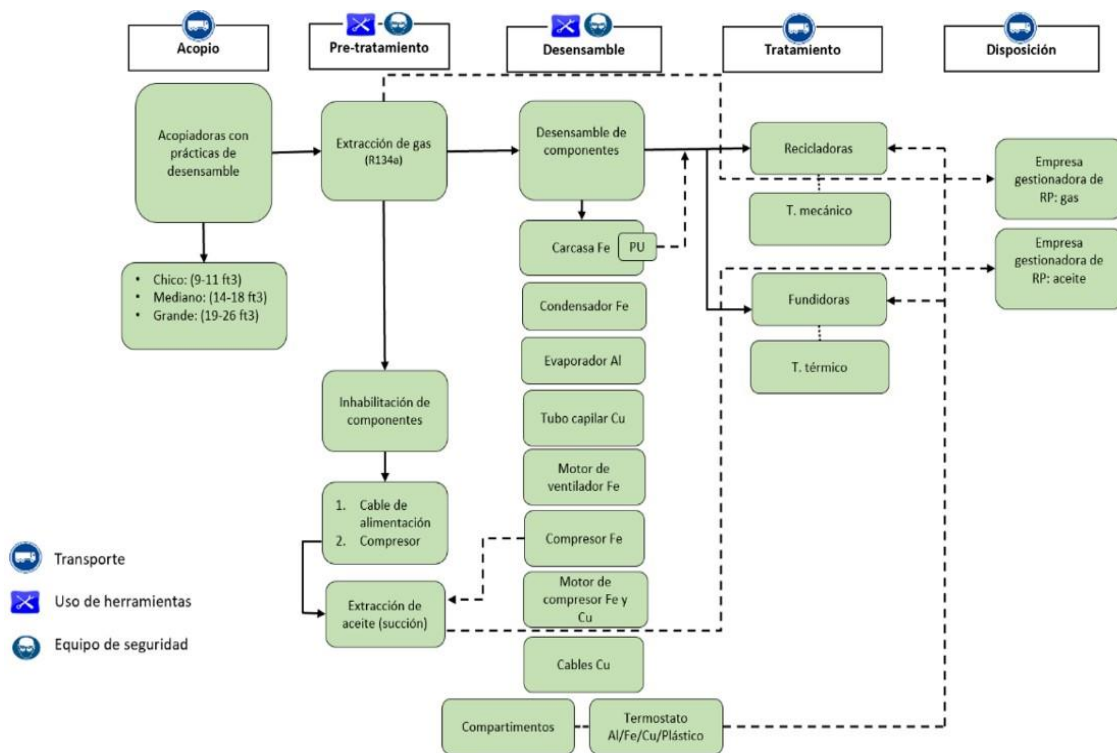 Acopio
Pre-tratamiento
Desensamble
Tratamiento
Disposición
Acopiadoras con
prácticas de
desensamble
• Chico: (9-11 ft3)
• Mediano: (14-18 ft3)
• Grande: (19-26 ft3)
Extracción de gas
(R134a)
Inhabilitación de
componentes
1. Cable de
alimentación
2. Compresor
Extracción de
aceite (succión)
Desensamble de
componentes
Carcasa Fe
PU
Condensador Fe
Evaporador Al
Tubo capilar Cu
Motor de
ventilador Fe
Compresor Fe
Motor de
compresor Fe y
Cu
Cables Cu
Compartimentos
Termostato
Al/Fe/Cu/Plástico
Recicladoras
T. mecánico
Fundidoras
T. térmico
Empresa
gestionadora de
RP: gas
Empresa
gestionadora de
RP: aceite
Transporte
Uso de herramientas
Equipo de seguridad